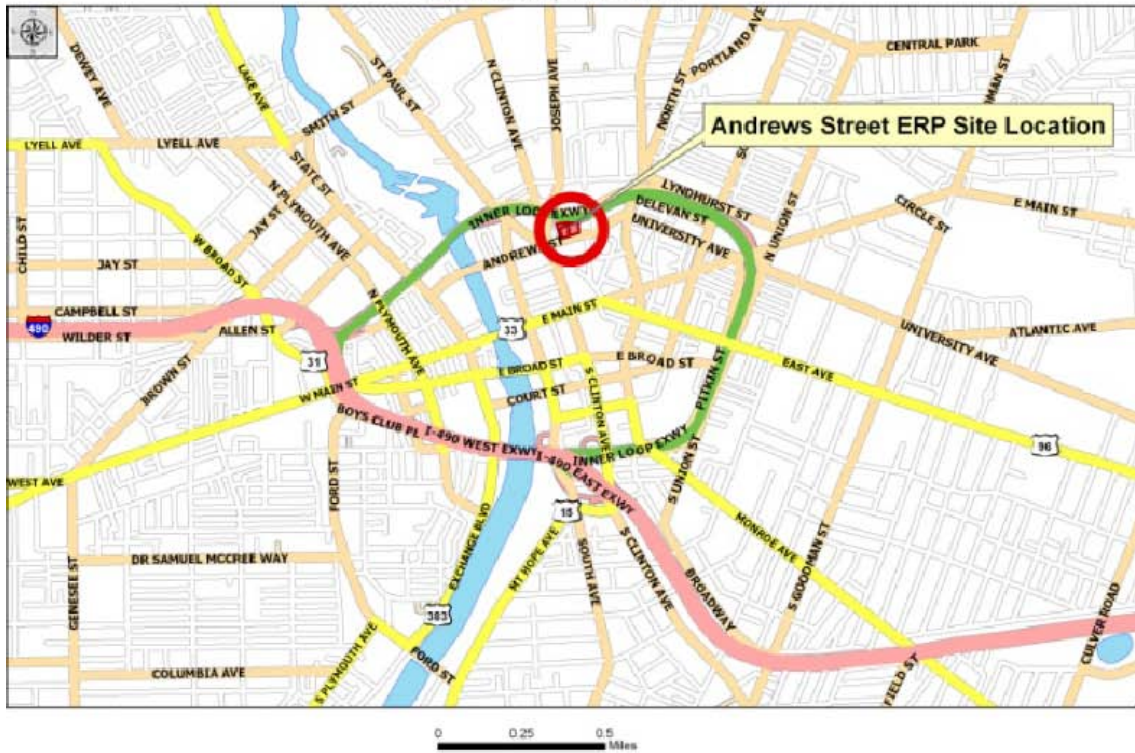 CENTRAL PARK
DEWEY AVE
LAKE AVE
ST PAUL ST
N CLINTON AVE
JOSEPH AVE
NORTH ST
PORTLAND AVE
SMITH ST
Andrews Street ERP Site Location
LYELL AVE
LYELL AVE
STATE ST
N PLYMOUTH AVE
JAY ST
CHILD ST
W BROAD ST
JAY ST
INNER LOOP EXWY
LYNDHURST ST
DELEVAN ST
UNIVERSITY AVE
N UNION ST
CIRCLE ST
E MAIN ST
CAMPBELL ST
490
WILDER ST
ALLEN ST
N PLYMOUTH AVE
33
E MAIN ST
UNIVERSITY AVE
ATLANTIC AVE
31
BROWN ST
W MAIN ST
E BROAD ST
E BROAD ST
EAST AVE
COURT ST
S CLINTON AVE
PITKIN ST
BOYS CLUB PL
I-490 WEST EXWY
INNER LOOP EXWY
I-490 EAST EXWY
96
WEST AVE
FORD ST
S UNION ST
15
MONROE AVE
DR SAMUEL MCCREE WAY
EXCHANGE BLVD
MT HOPE AVE
SOUTH AVE
S CLINTON AVE
BROADWAY
S GOODMAN ST
GENESEE ST
383
CULVER ROAD
COLUMBIA AVE
S PLYMOUTH AVE
FORD ST
FIELD ST
0 0.25 0.5
Miles